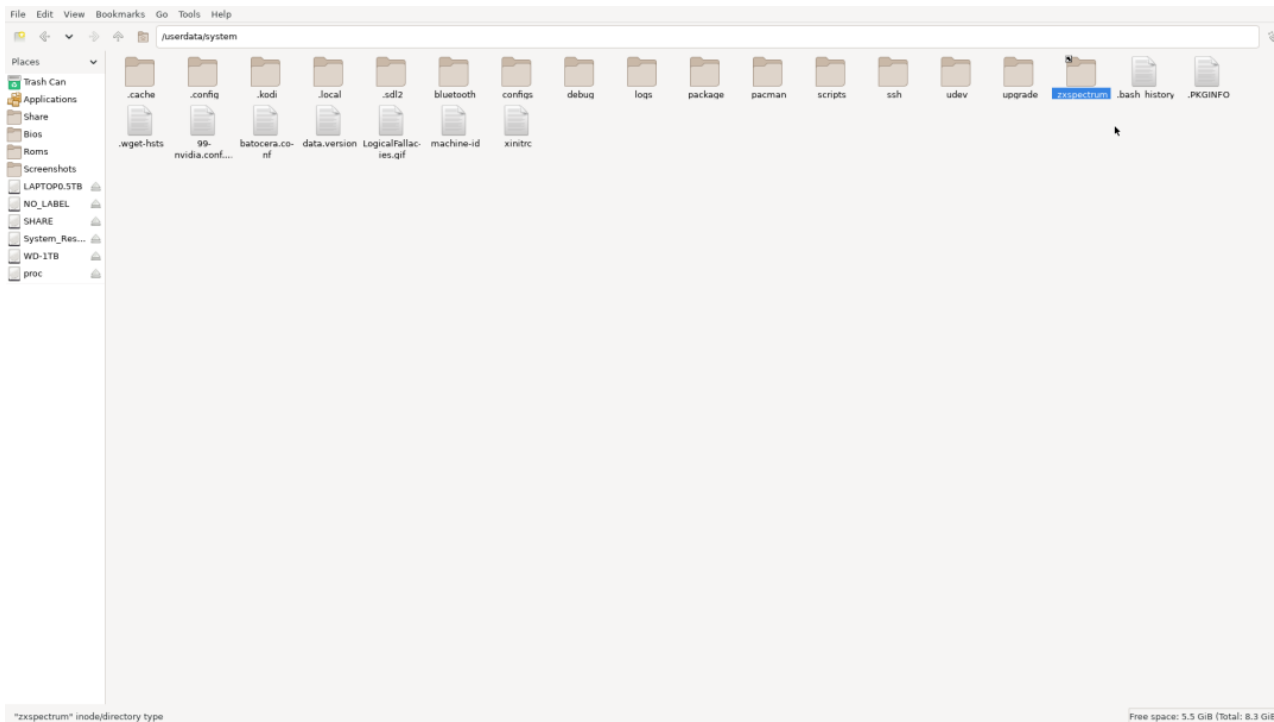 File Edit View Bookmarks Go Tools Help
/userdata/system
Places
Trash Can
Applications
Share
Bios
Roms
Screenshots
LAPTOP0.5TB
NO_LABEL
SHARE
System_Res...
WD-1TB
proc
.cache .config .kodi .local .sdl2 bluetooth configs debug logs package pacman scripts ssh udev upgrade zxspectrum .bash_history .PKGINFO
.wget-hsts 99-nvidia.conf.... batocera.co-nf data.version LogicalFallac-ies.gif machine-id xinitrc
"zxspectrum" inode/directory type
Free space: 5.5 GiB (Total: 8.3 GiB